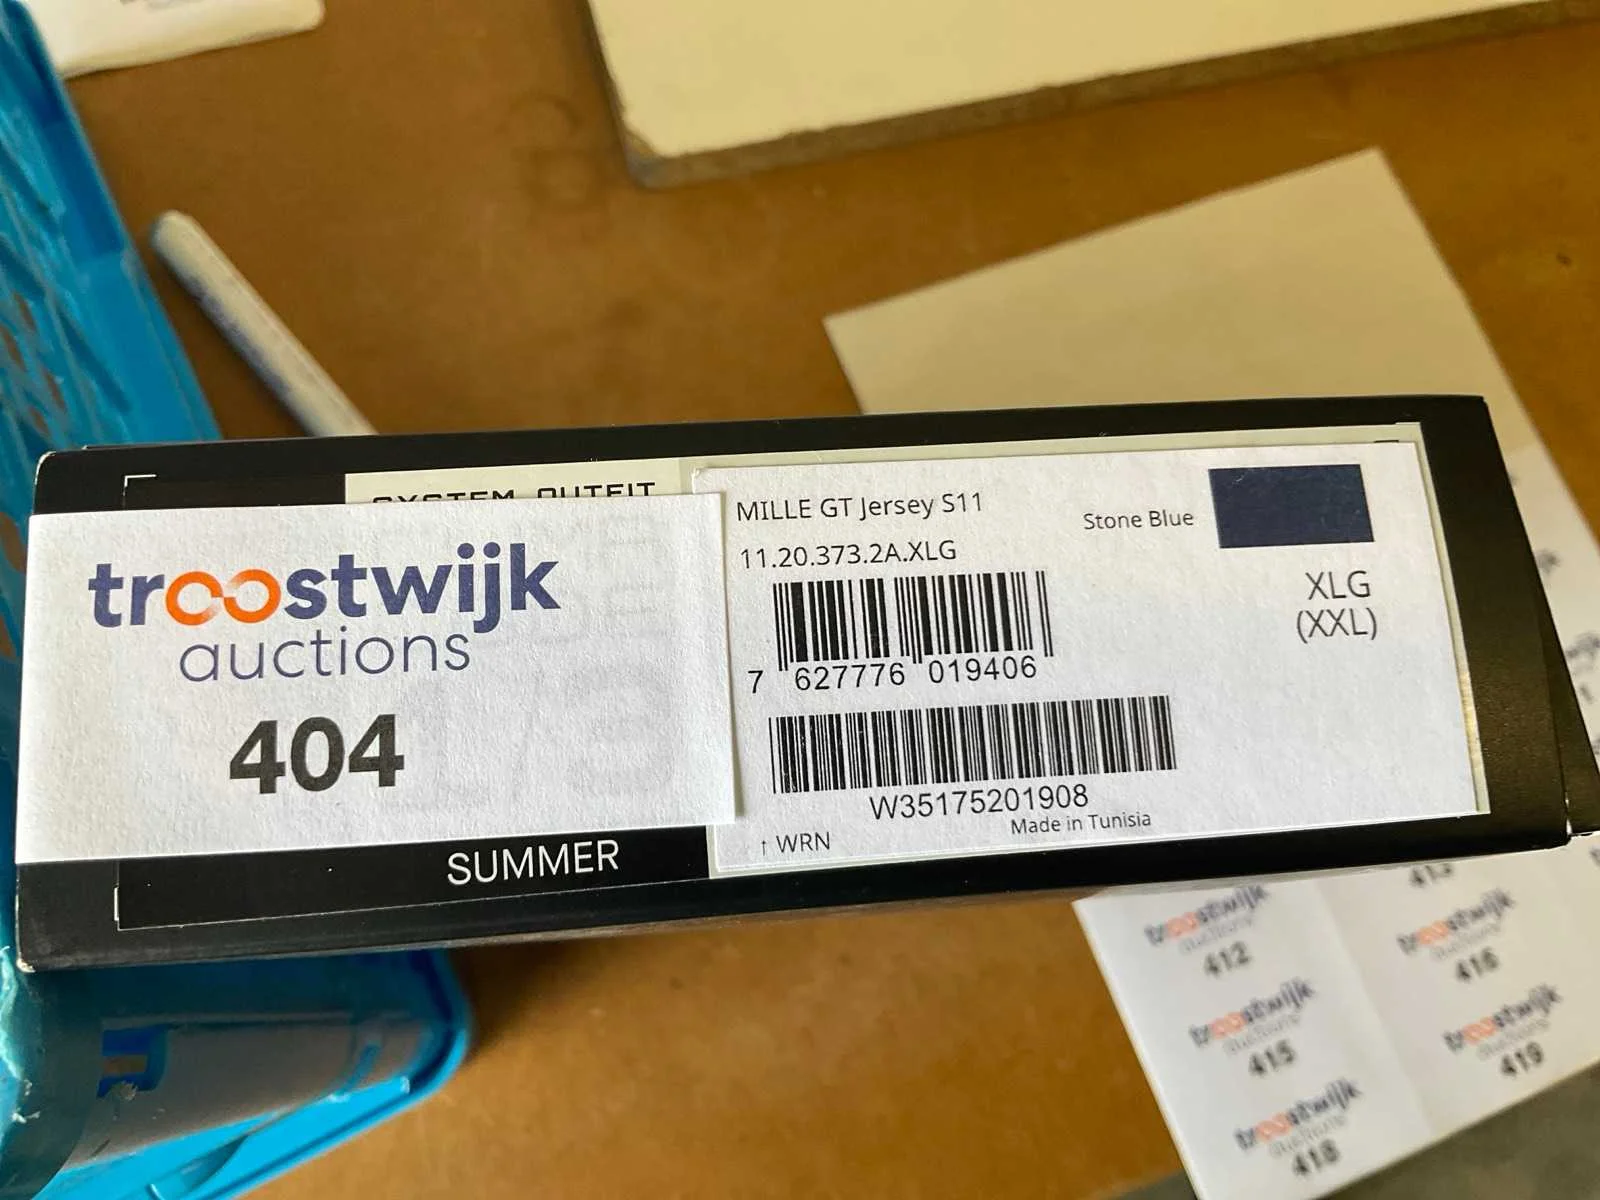 SYSTEM OUTFIT
troostwijk
auctions
404
SUMMER
MILLE GT Jersey S11
Stone Blue
11.20.373.2A.XLG
XLG
(XXL)
7 627776 019406
W35175201908
Made in Tunisia
↑ WRN
413
troostwijk
auctions
412
troostwijk
auctions
416
troostwijk
auctions
415
troostwijk
auctions
419
troostwijk
auctions
418